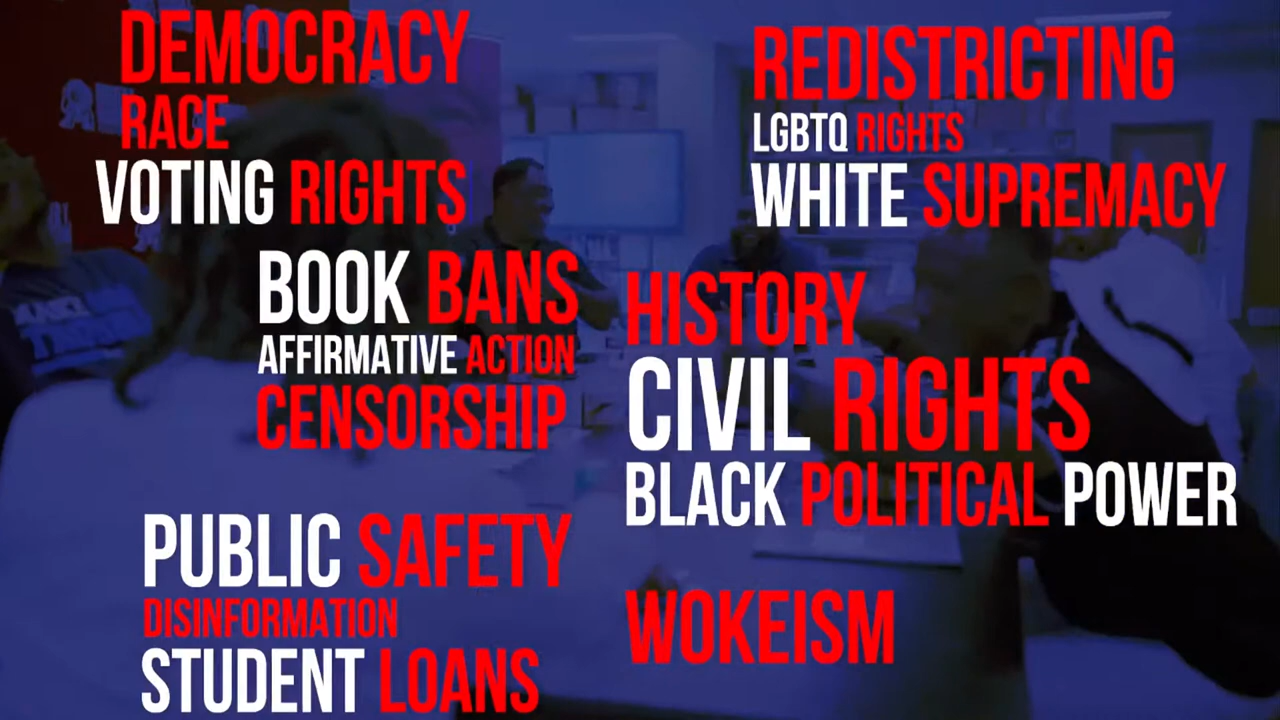 DEMOCRACY
RACE
VOTING RIGHTS
BOOK BANS
AFFIRMATIVE ACTION
CENSORSHIP
PUBLIC SAFETY
DISINFORMATION
STUDENT LOANS
REDISTRICTING
LGBTQ RIGHTS
WHITE SUPREMACY
HISTORY
CIVIL RIGHTS
BLACK POLITICAL POWER
WOKEISM